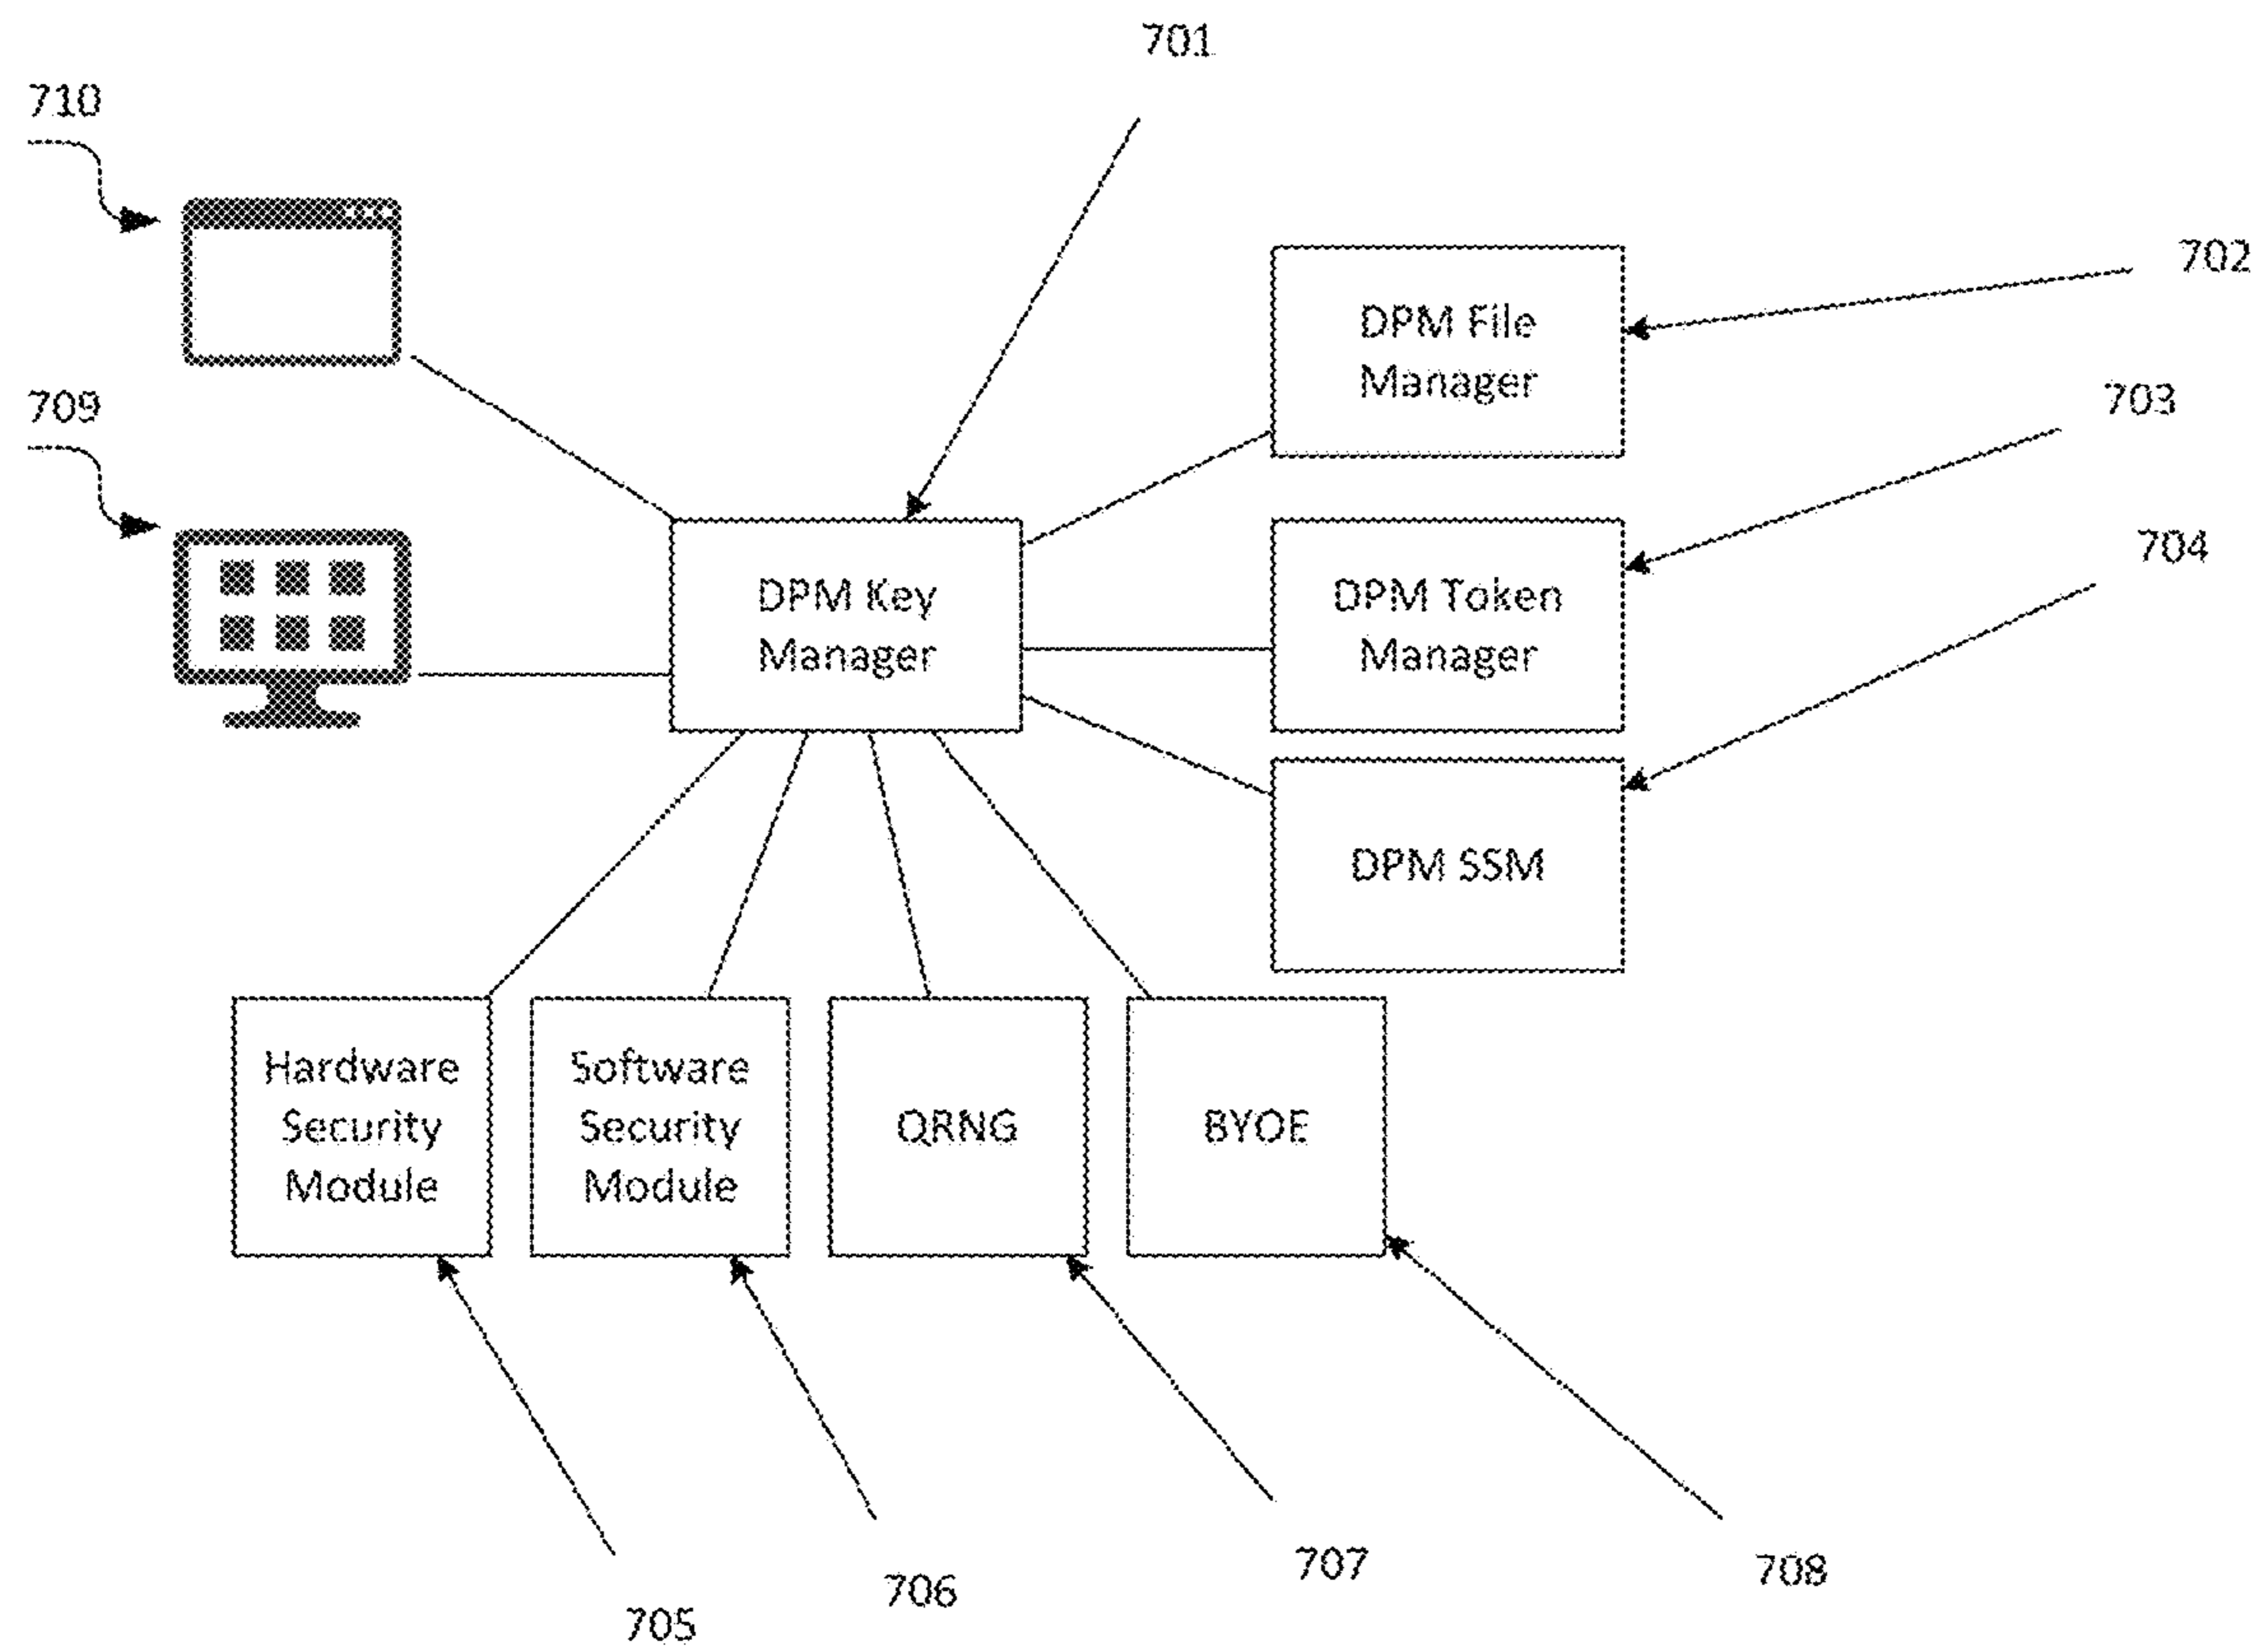 701
710
702
DPM File
Manager
709
703
704
DPM Key
Manager
DPM Token
Manager
DPM SSM
Hardware
Security
Module
Software
Security
Module
QRNG
BYOE
705
706
707
708